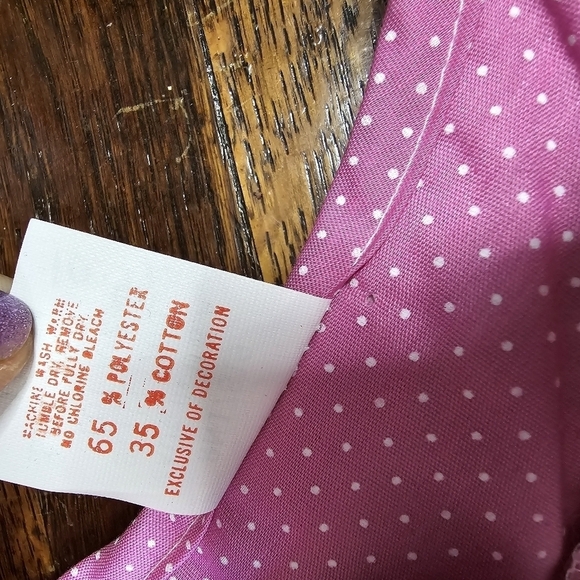 MACHINE WASH WARM
TUMBLE DRY, REMOVE
BEFORE FULLY DRY
NO CHLORINE BLEACH
65 % POLYESTER
35 % COTTON
EXCLUSIVE OF DECORATION